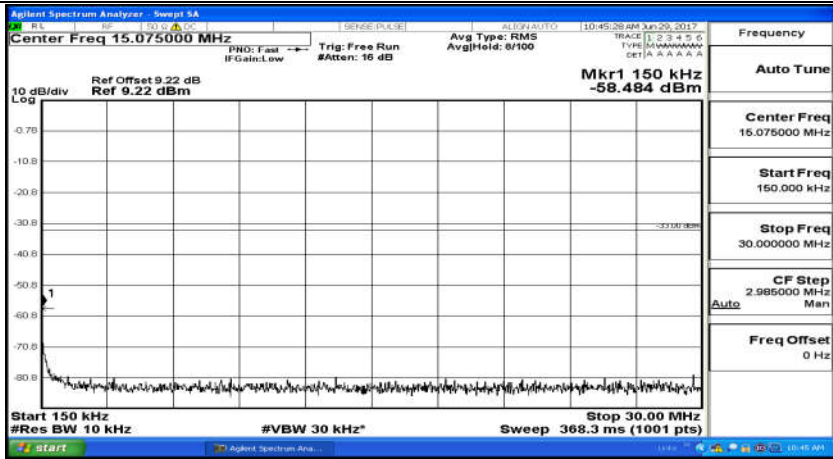 Agilent Spectrum Analyzer - Swept SA
RL RF 50 Ω DC SENSE:PULSE ALIGN AUTO 10:45:28 AM Jun 29, 2017
Center Freq 15.075000 MHz
PNO: Fast
IFGain:Low
Trig: Free Run
#Atten: 16 dB
Avg Type: RMS
Avg|Hold: 8/100
TRACE 1 2 3 4 5 6
TYPE MWWWWW
DET A A A A A A
Ref Offset 9.22 dB
10 dB/div Ref 9.22 dBm
Log
Mkr1 150 kHz
-58.484 dBm
-0.78
-10.8
-20.8
-30.8
-33.00 dBm
-40.8
-50.8
1
-60.8
-70.8
-80.8
Start 150 kHz
Stop 30.00 MHz
#Res BW 10 kHz
#VBW 30 kHz*
Sweep 368.3 ms (1001 pts)
Frequency
Auto Tune
Center Freq
15.075000 MHz
Start Freq
150.000 kHz
Stop Freq
30.000000 MHz
CF Step
2.985000 MHz
Auto Man
Freq Offset
0 Hz
start
Agilent Spectrum Ana...
10:45 AM